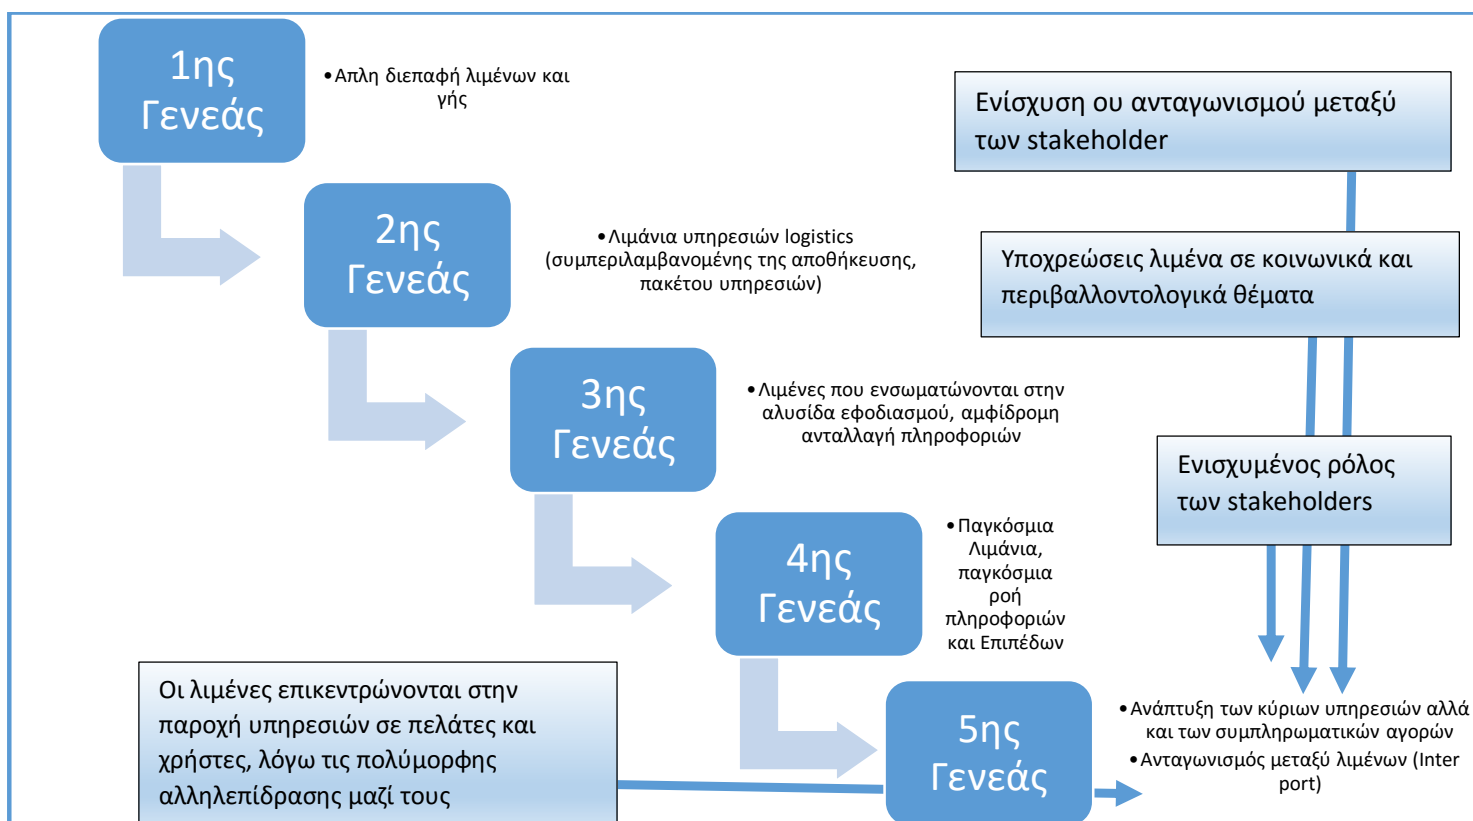 1ης
Γενεάς
•Απλη διεπαφή λιμένων και
γής
Ενίσχυση ου ανταγωνισμού μεταξύ
των stakeholder
2ης
Γενεάς
•Λιμάνια υπηρεσιών logistics
(συμπεριλαμβανομένης της αποθήκευσης,
πακέτου υπηρεσιών)
Υποχρεώσεις λιμένα σε κοινωνικά και
περιβαλλοντολογικά θέματα
3ης
Γενεάς
•Λιμένες που ενσωματώνονται στην
αλυσίδα εφοδιασμού, αμφίδρομη
ανταλλαγή πληροφοριών
Ενισχυμένος ρόλος
των stakeholders
4ης
Γενεάς
•Παγκόσμια
Λιμάνια,
παγκόσμια
ροή
πληροφοριών
και Επιπέδων
Οι λιμένες επικεντρώνονται στην
παροχή υπηρεσιών σε πελάτες και
χρήστες, λόγω τις πολύμορφης
αλληλεπίδρασης μαζί τους
5ης
Γενεάς
•Ανάπτυξη των κύριων υπηρεσιών αλλά
και των συμπληρωματικών αγορών
•Ανταγωνισμός μεταξύ λιμένων (Inter
port)